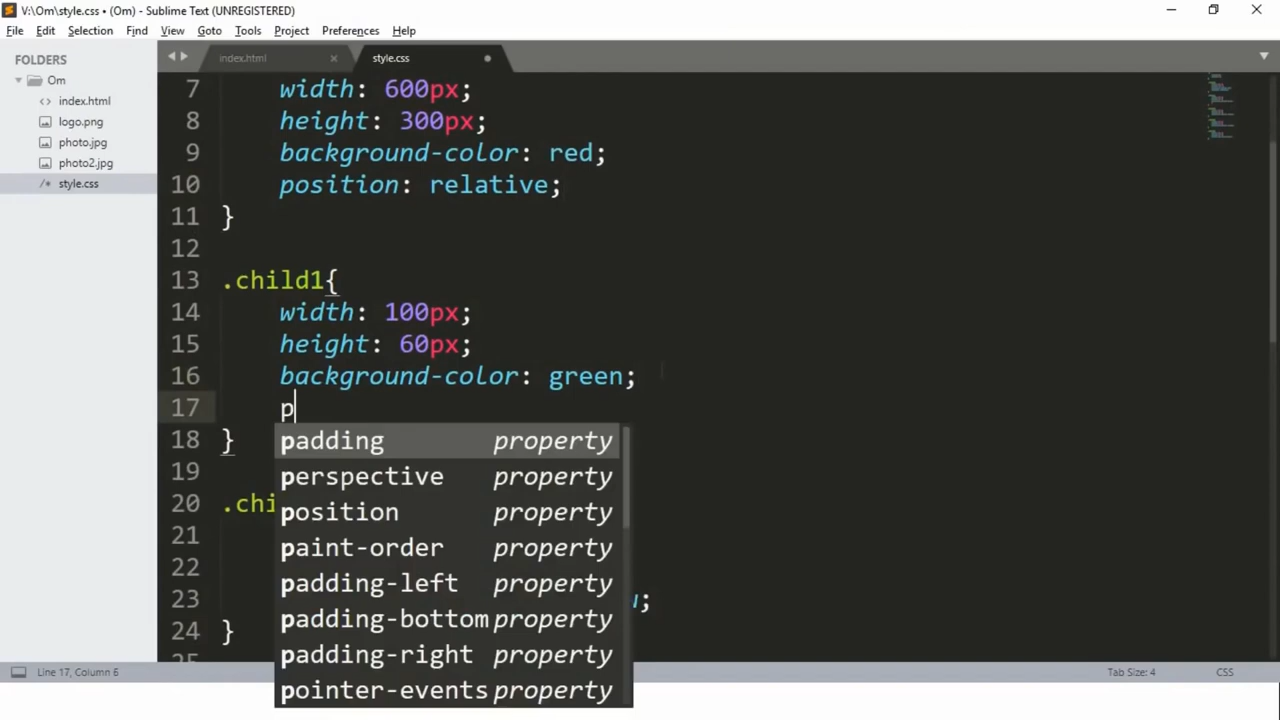 V:\Om\style.css • (Om) - Sublime Text (UNREGISTERED)
File Edit Selection Find View Goto Tools Project Preferences Help
FOLDERS
Om
index.html
logo.png
photo.jpg
photo2.jpg
/* style.css
index.html
style.css
7 width: 600px;
8 height: 300px;
9 background-color: red;
10 position: relative;
11 }
12
13 .child1{
14 width: 100px;
15 height: 60px;
16 background-color: green;
17 p
18 }
19
20 .chi
21
22
23 ;
24 }
padding property
perspective property
position property
paint-order property
padding-left property
padding-bottom property
padding-right property
pointer-events property
Line 17, Column 6
Tab Size: 4
CSS